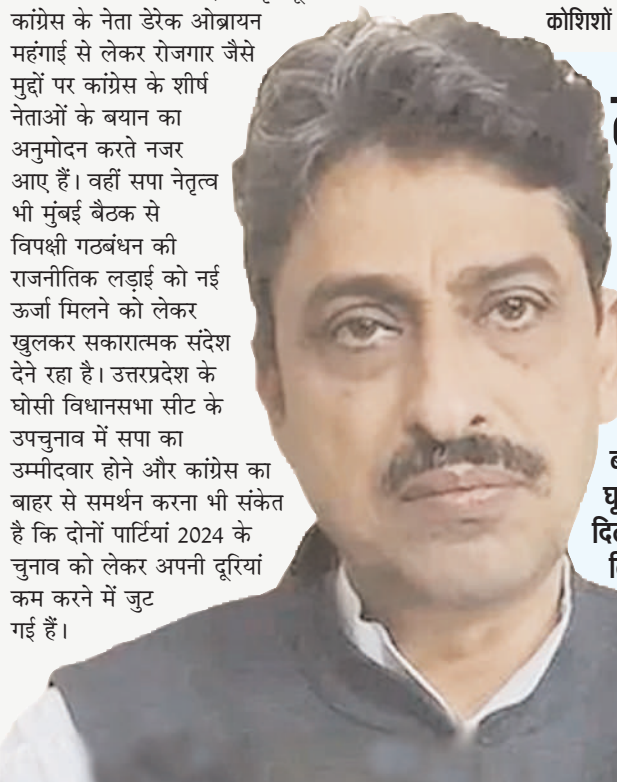 कांग्रेस के नेता डेरेक ओब्रायन
महंगाई से लेकर रोजगार जैसे
मुद्दों पर कांग्रेस के शीर्ष
नेताओं के बयान का
अनुमोदन करते नजर
आए हैं। वहीं सपा नेतृत्व
भी मुंबई बैठक से
विपक्षी गठबंधन की
राजनीतिक लड़ाई को नई
ऊर्जा मिलने को लेकर
खुलकर सकारात्मक संदेश
देने रहा है। उत्तरप्रदेश के
घोसी विधानसभा सीट के
उपचुनाव में सपा का
उम्मीदवार होने और कांग्रेस का
बाहर से समर्थन करना भी संकेत
है कि दोनों पार्टियां 2024 के
चुनाव को लेकर अपनी दूरियां
कम करने में जुट
गई हैं।
कोशिशों